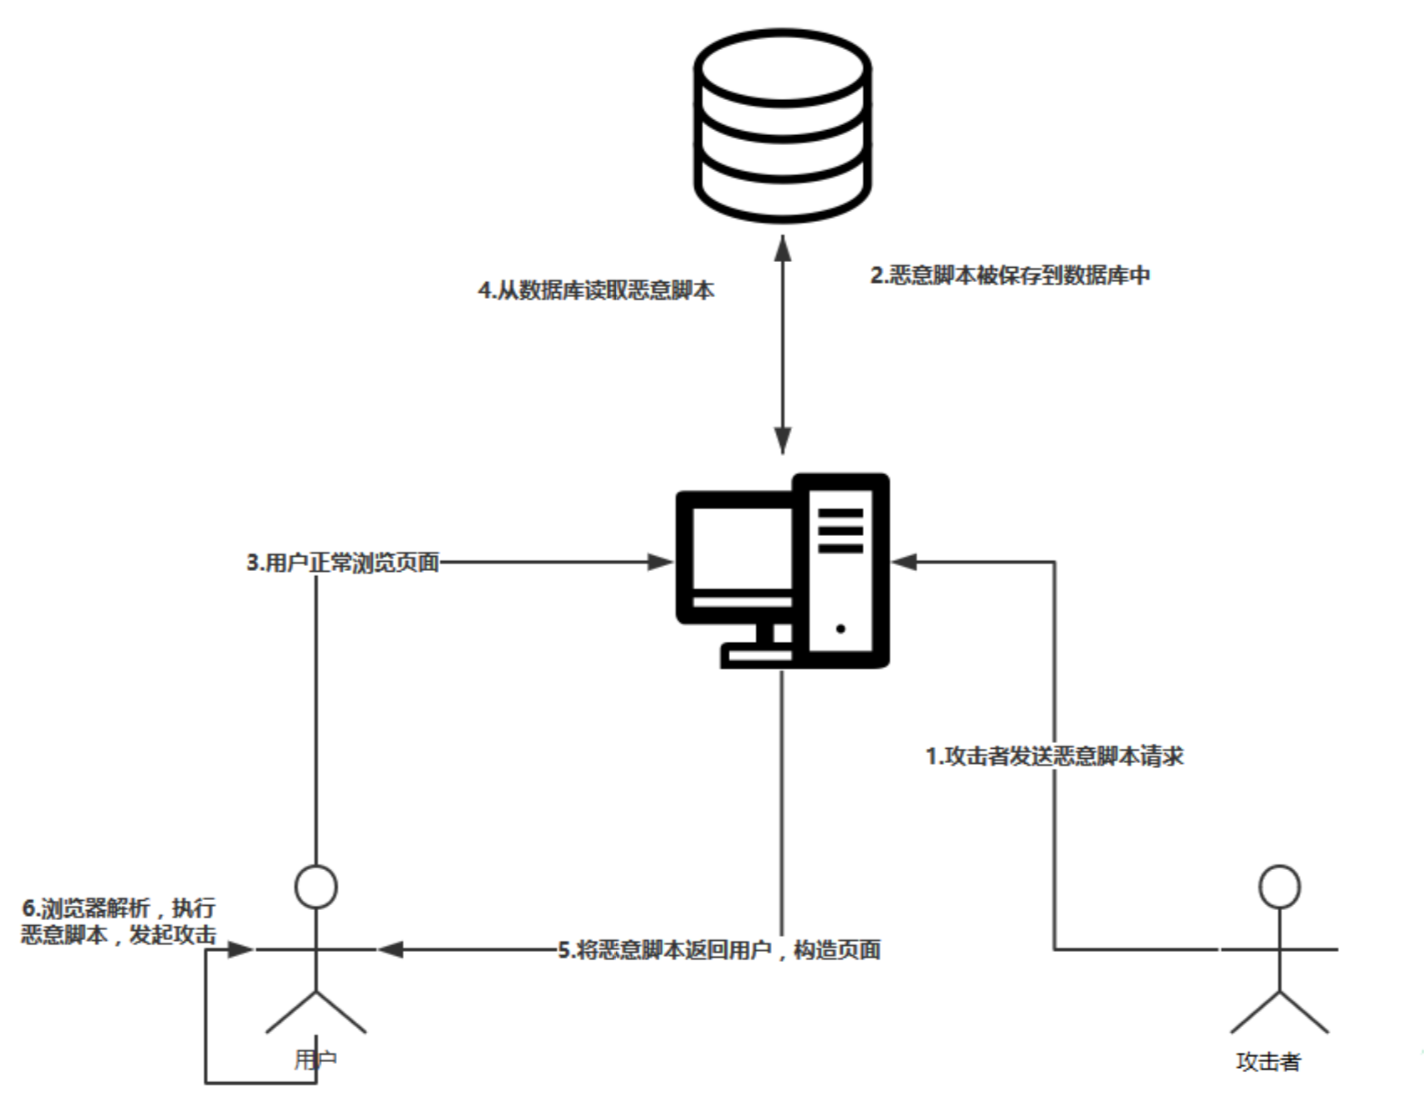 2.恶意脚本被保存到数据库中
4.从数据库读取恶意脚本
3.用户正常浏览页面
1.攻击者发送恶意脚本请求
6.浏览器解析，执行
恶意脚本，发起攻击
5.将恶意脚本返回用户，构造页面
用户
攻击者